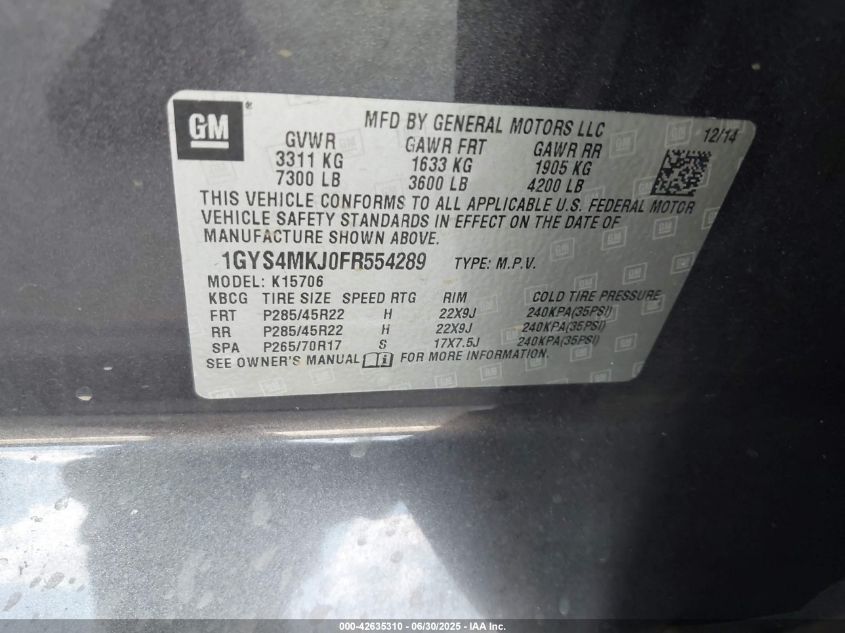 GM ®
MFD BY GENERAL MOTORS LLC
12/14
GVWR GAWR FRT GAWR RR
3311 KG 1633 KG 1905 KG
7300 LB 3600 LB 4200 LB
THIS VEHICLE CONFORMS TO ALL APPLICABLE U.S. FEDERAL MOTOR
VEHICLE SAFETY STANDARDS IN EFFECT ON THE DATE OF
MANUFACTURE SHOWN ABOVE.
1GYS4MKJ0FR554289 TYPE: M.P.V.
MODEL: K15706
KBCG TIRE SIZE SPEED RTG RIM COLD TIRE PRESSURE
FRT P285/45R22 H 22X9J 240KPA(35PSI)
RR P285/45R22 H 22X9J 240KPA(35PSI)
SPA P265/70R17 S 17X7.5J 240KPA(35PSI)
SEE OWNER'S MANUAL i FOR MORE INFORMATION.
000-42635310 - 06/30/2025 - IAA Inc.